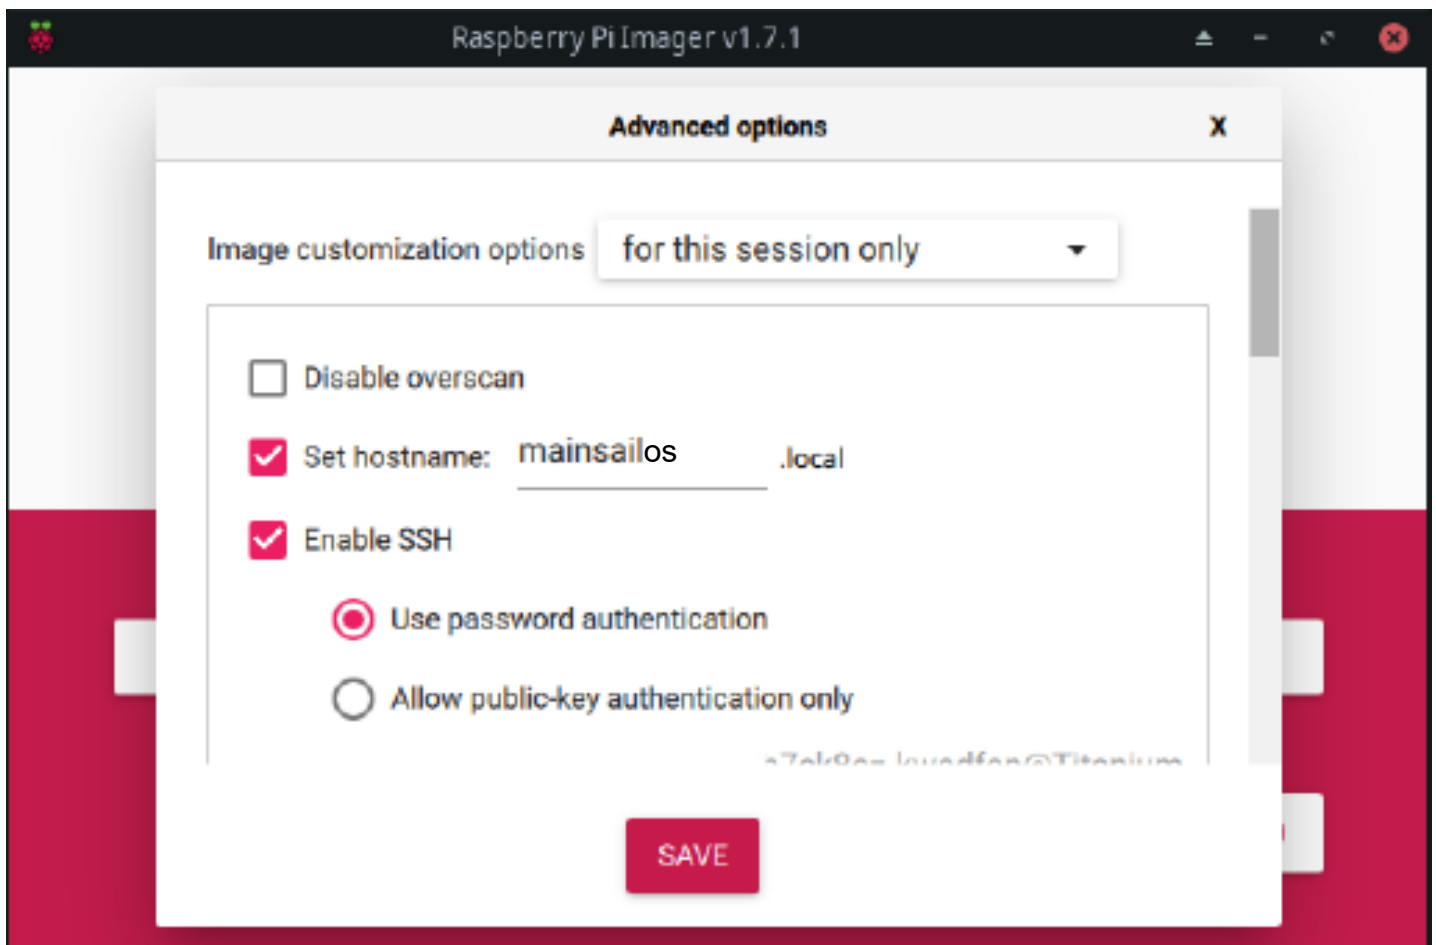 Raspberry Pi Imager v1.7.1
Advanced options X
Image customization options for this session only
Disable overscan
Set hostname: mainsailos .local
Enable SSH
Use password authentication
Allow public-key authentication only
SAVE